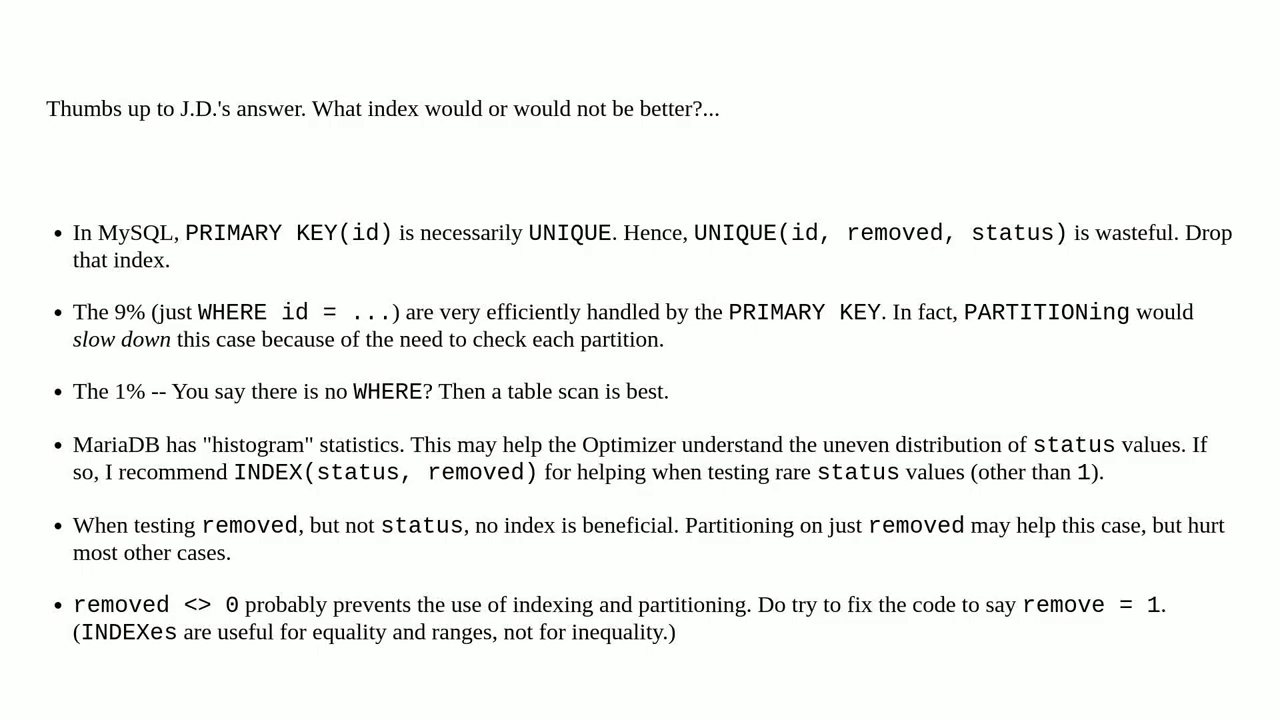 Thumbs up to J.D.'s answer. What index would or would not be better?...
• In MySQL, PRIMARY KEY(id) is necessarily UNIQUE. Hence, UNIQUE(id, removed, status) is wasteful. Drop
that index.
• The 9% (just WHERE id = ...) are very efficiently handled by the PRIMARY KEY. In fact, PARTITIONing would
slow down this case because of the need to check each partition.
• The 1% -- You say there is no WHERE? Then a table scan is best.
• MariaDB has "histogram" statistics. This may help the Optimizer understand the uneven distribution of status values. If
so, I recommend INDEX(status, removed) for helping when testing rare status values (other than 1).
• When testing removed, but not status, no index is beneficial. Partitioning on just removed may help this case, but hurt
most other cases.
• removed <> 0 probably prevents the use of indexing and partitioning. Do try to fix the code to say remove = 1.
(INDEXes are useful for equality and ranges, not for inequality.)